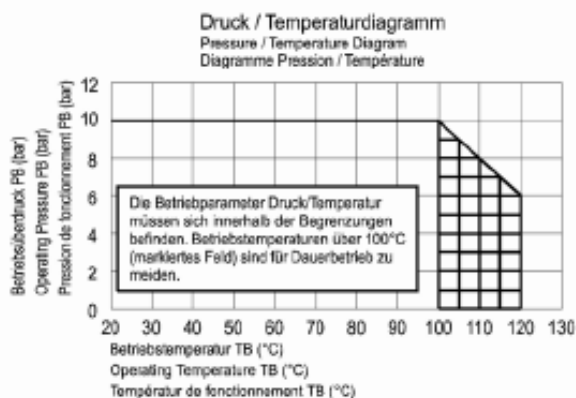 Druck / Temperaturdiagramm
Pressure / Temperature Diagram
Diagramme Pression / Température
Betriebsüberdruck PB (bar)
Operating Pressure PB (bar)
Pression de fonctionnement PB (bar)
12
10
8
6
4
2
0
Die Betriebparameter Druck/Temperatur
müssen sich innerhalb der Begrenzungen
befinden. Betriebstemperaturen über 100°C
(markiertes Feld) sind für Dauerbetrieb zu
meiden.
20 30 40 50 60 70 80 90 100 110 120 130
Betriebstemperatur TB (°C)
Operating Temperature TB (°C)
Températur de fonctionnement TB (°C)